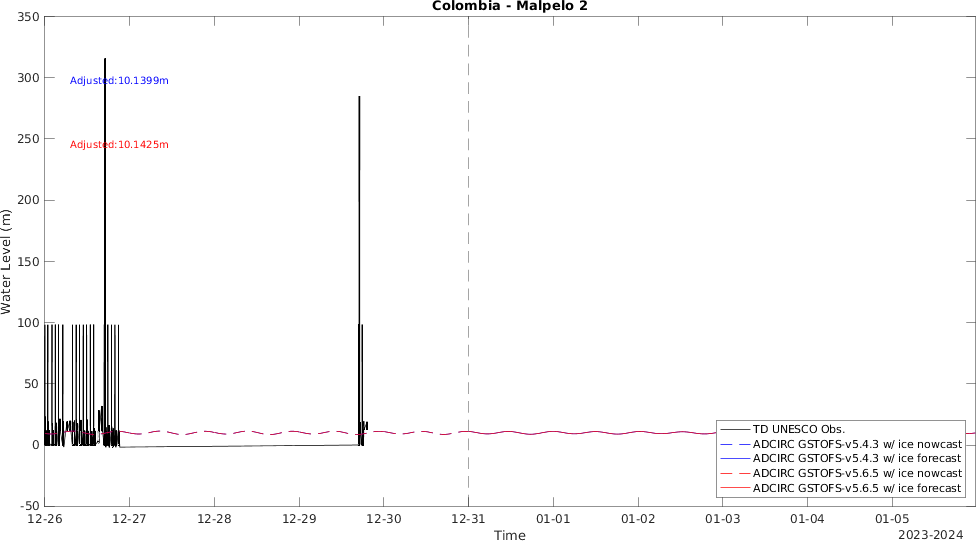 Colombia - Malpelo 2
350
300
250
200
150
100
50
0
-50
Water Level (m)
Adjusted:10.1399m
Adjusted:10.1425m
TD UNESCO Obs.
ADCIRC GSTOFS-v5.4.3 w/ ice nowcast
ADCIRC GSTOFS-v5.4.3 w/ ice forecast
ADCIRC GSTOFS-v5.6.5 w/ ice nowcast
ADCIRC GSTOFS-v5.6.5 w/ ice forecast
12-26 12-27 12-28 12-29 12-30 12-31 01-01 01-02 01-03 01-04 01-05
Time
2023-2024